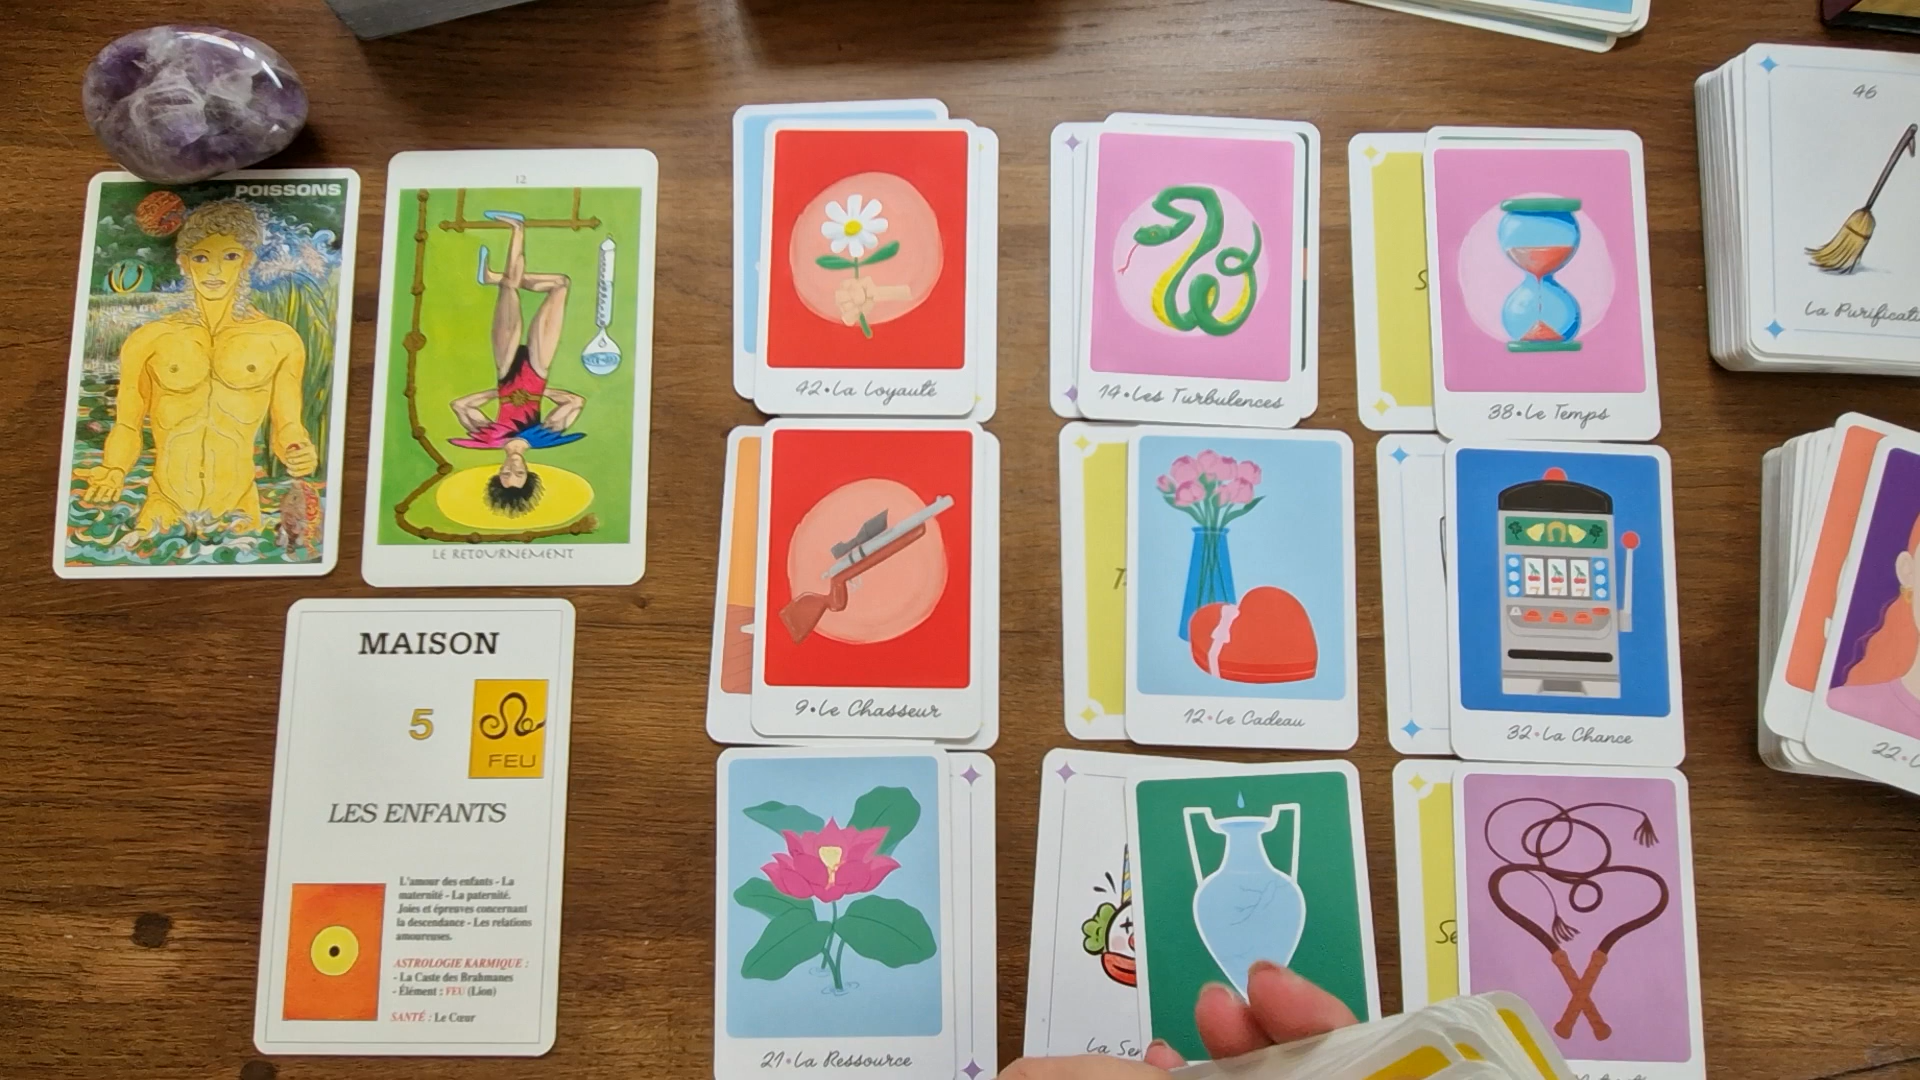 POISSONS
12
LE RETOURNEMENT
MAISON
5
FEU
LES ENFANTS
L'amour des enfants - La
maternité - La paternité.
Joies et épreuves concernant
la descendance - Les relations
amoureuses.
ASTROLOGIE KARMIQUE :
- La Caste des Brahmanes
- Élément : FEU (Lion)
SANTÉ : Le Cœur
42•La Loyauté
14•Les Turbulences
38•Le Temps
9•Le Chasseur
12•Le Cadeau
32•La Chance
21•La Ressource
La
46
La
22